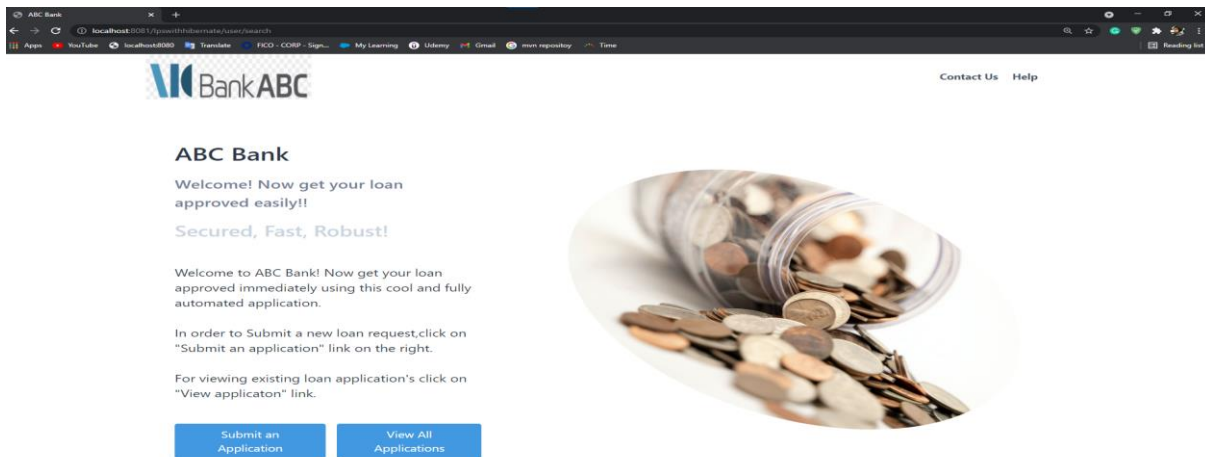 ABC Bank
localhost:8081/lpswithhibernate/user/search
Apps YouTube localhost:8080 Translate FICO - CORP - Sign... My Learning Udemy Gmail mvn repositoy Time Reading list
BankABC
Contact Us Help
ABC Bank
Welcome! Now get your loan
approved easily!!
Secured, Fast, Robust!
Welcome to ABC Bank! Now get your loan
approved immediately using this cool and fully
automated application.
In order to Submit a new loan request,click on
"Submit an application" link on the right.
For viewing existing loan application's click on
"View applicaton" link.
Submit an
Application
View All
Applications